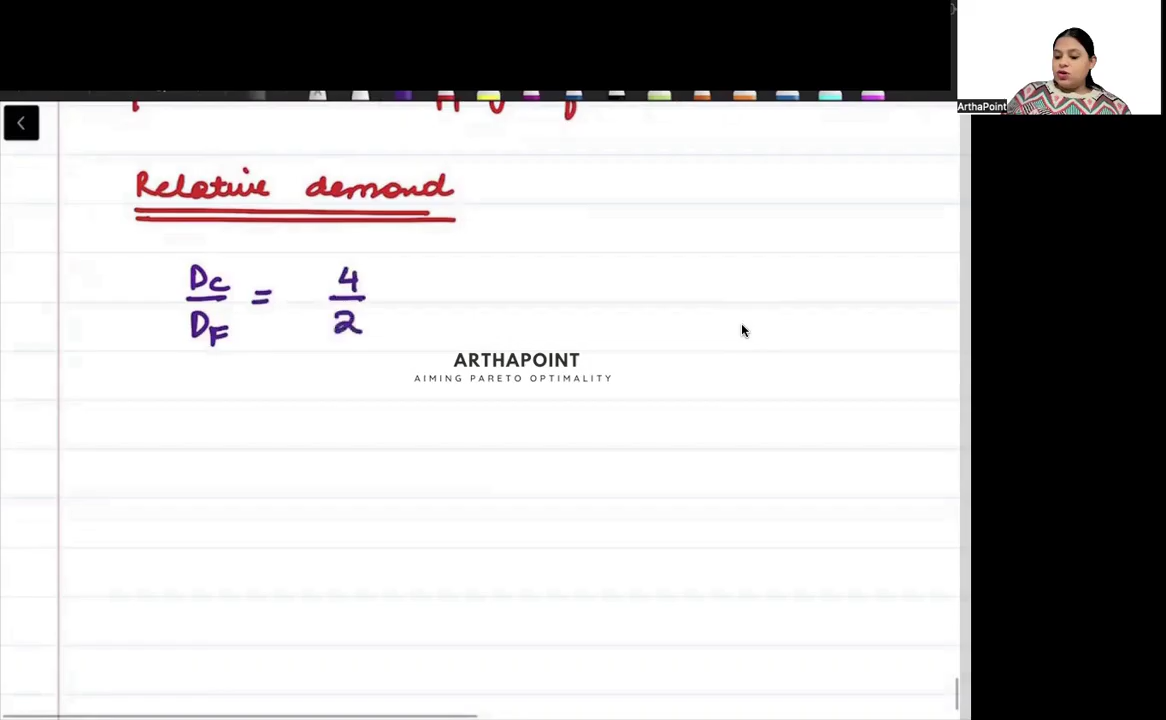 ArthaPoint
Relative demand
Dc/DF = 4/2
ARTHAPOINT
AIMING PARETO OPTIMALITY